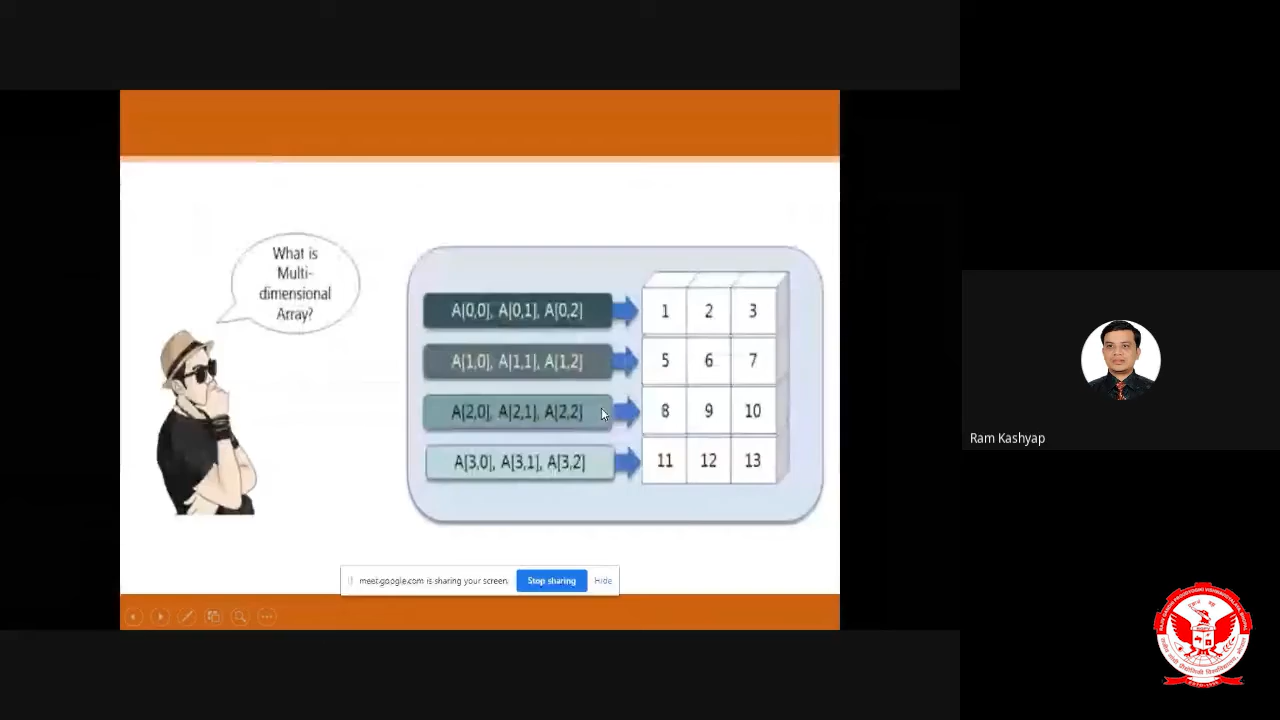 What is
Multi-
dimensional
Array?
A[0,0], A[0,1], A[0,2]
1 2 3
A[1,0], A[1,1], A[1,2]
5 6 7
A[2,0], A[2,1], A[2,2]
8 9 10
A[3,0], A[3,1], A[3,2]
11 12 13
meet.google.com is sharing your screen.
Stop sharing
Hide
Ram Kashyap